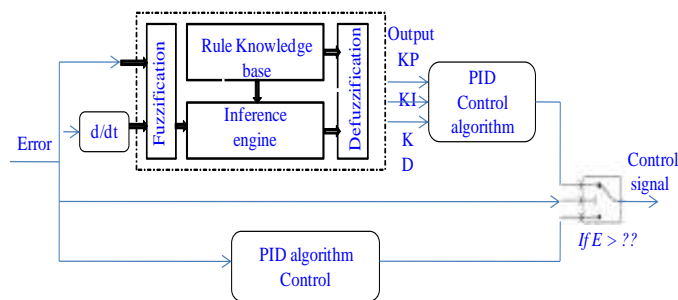 Output
Rule Knowledge
base
Fuzzification
Defuzzification
KP
PID
Control
algorithm
KI
d/dt
Inference
engine
K
D
Error
Control
signal
If E > ??
PID algorithm
Control